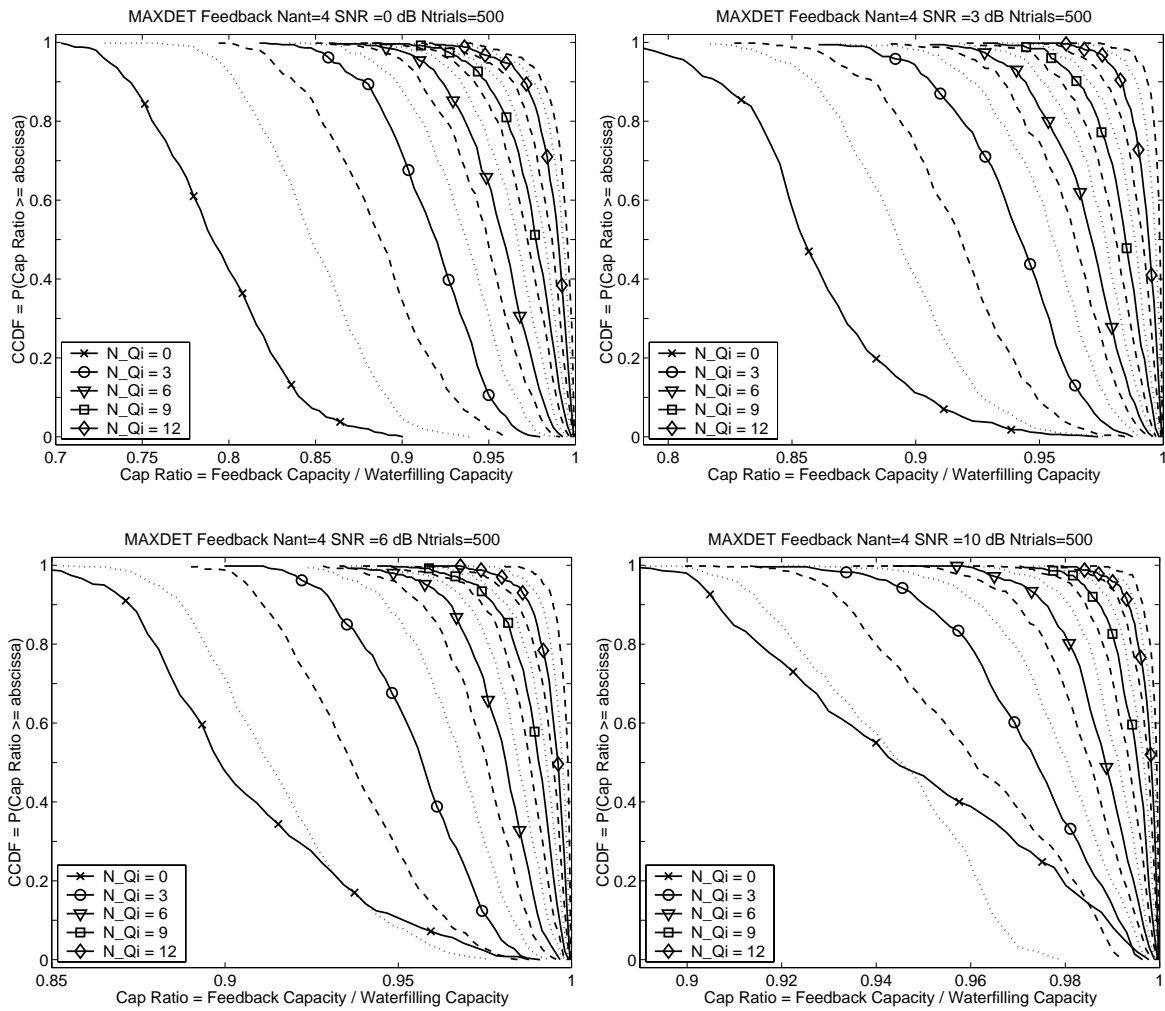 MAXDET Feedback Nant=4 SNR =0 dB Ntrials=500
CCDF = P(Cap Ratio >= abscissa)
1
0.8
0.6
0.4
0.2
0
N_Qi = 0
N_Qi = 3
N_Qi = 6
N_Qi = 9
N_Qi = 12
0.7 0.75 0.8 0.85 0.9 0.95 1
Cap Ratio = Feedback Capacity / Waterfilling Capacity
MAXDET Feedback Nant=4 SNR =3 dB Ntrials=500
CCDF = P(Cap Ratio >= abscissa)
1
0.8
0.6
0.4
0.2
0
N_Qi = 0
N_Qi = 3
N_Qi = 6
N_Qi = 9
N_Qi = 12
0.8 0.85 0.9 0.95 1
Cap Ratio = Feedback Capacity / Waterfilling Capacity
MAXDET Feedback Nant=4 SNR =6 dB Ntrials=500
CCDF = P(Cap Ratio >= abscissa)
1
0.8
0.6
0.4
0.2
0
N_Qi = 0
N_Qi = 3
N_Qi = 6
N_Qi = 9
N_Qi = 12
0.85 0.9 0.95 1
Cap Ratio = Feedback Capacity / Waterfilling Capacity
MAXDET Feedback Nant=4 SNR =10 dB Ntrials=500
CCDF = P(Cap Ratio >= abscissa)
1
0.8
0.6
0.4
0.2
0
N_Qi = 0
N_Qi = 3
N_Qi = 6
N_Qi = 9
N_Qi = 12
0.9 0.92 0.94 0.96 0.98 1
Cap Ratio = Feedback Capacity / Waterfilling Capacity